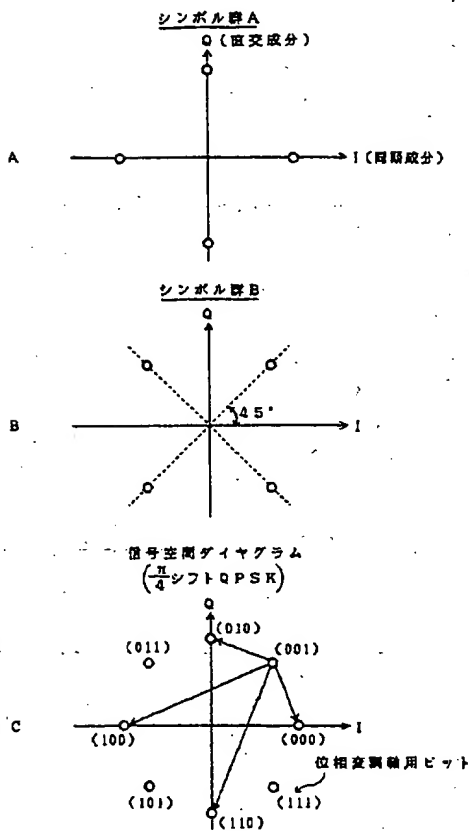 シンボル群A
Q(直交成分)
A
I(同相成分)
シンボル群B
Q
45°
B
I
信号空間ダイヤグラム
(π/4シフトQPSK)
Q
(010)
(011)
(001)
C
I
(100)
(000)
位相変調軸用ビット
(101)
(111)
(110)